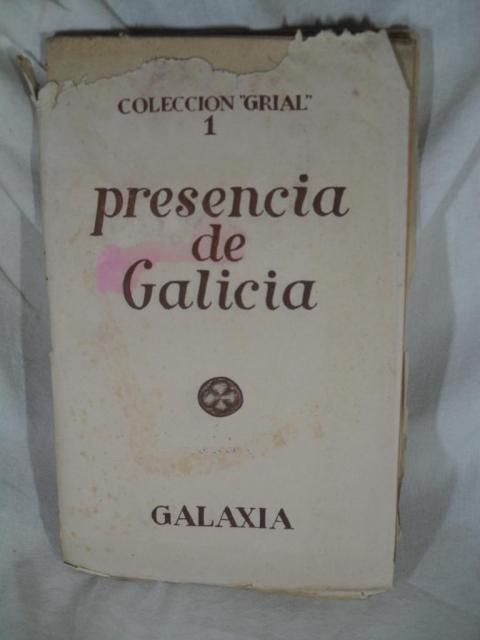 COLECCION "GRIAL"
1
presencia
de
Galicia
GALAXIA